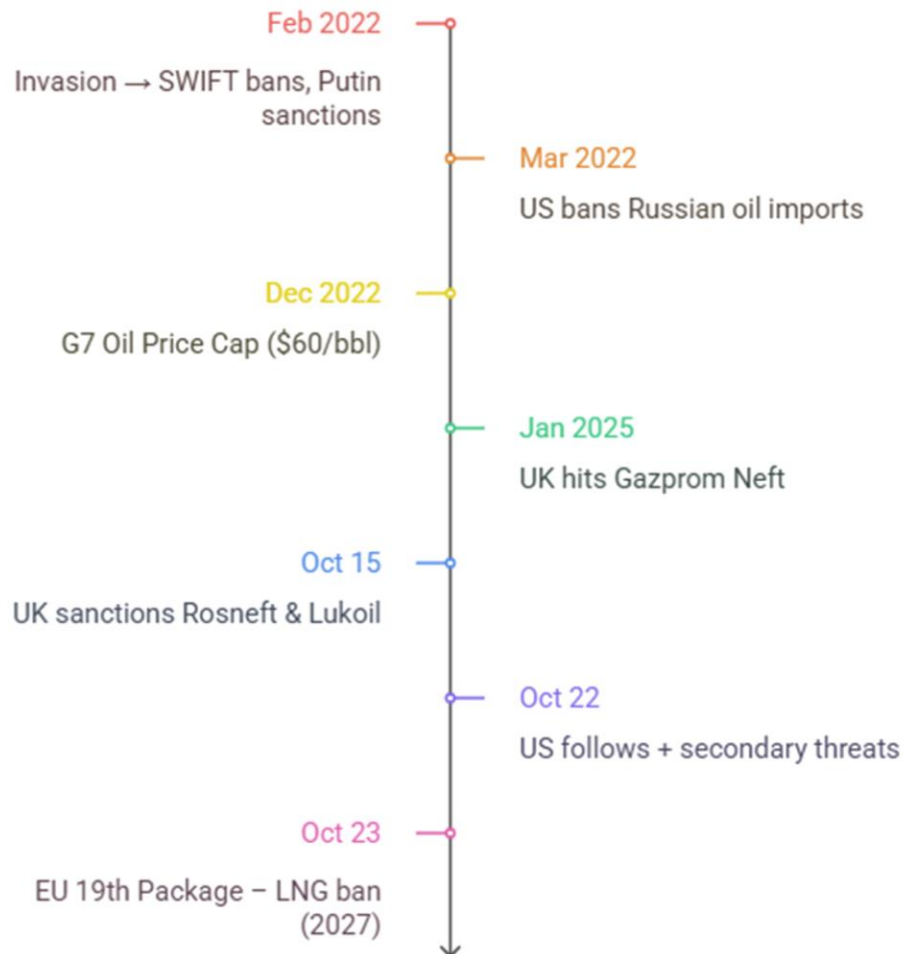 Feb 2022
Invasion → SWIFT bans, Putin
sanctions
Mar 2022
US bans Russian oil imports
Dec 2022
G7 Oil Price Cap ($60/bbl)
Jan 2025
UK hits Gazprom Neft
Oct 15
UK sanctions Rosneft & Lukoil
Oct 22
US follows + secondary threats
Oct 23
EU 19th Package – LNG ban
(2027)